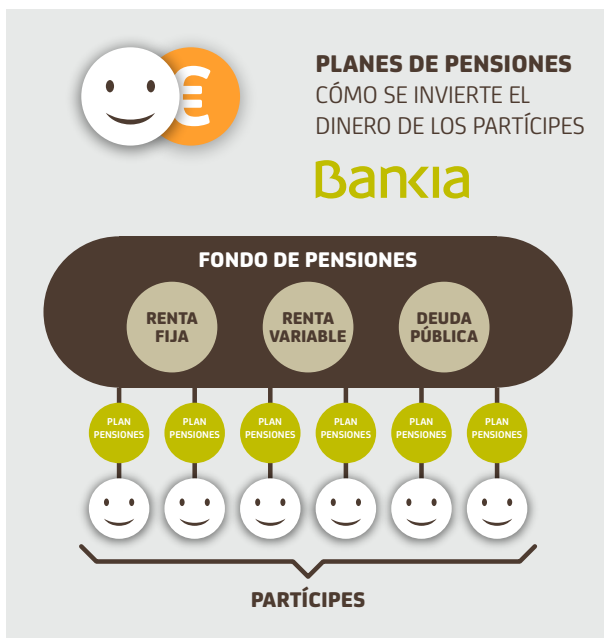 €
PLANES DE PENSIONES
CÓMO SE INVIERTE EL
DINERO DE LOS PARTÍCIPES
Bankia
FONDO DE PENSIONES
RENTA
FIJA
RENTA
VARIABLE
DEUDA
PÚBLICA
PLAN
PENSIONES
PLAN
PENSIONES
PLAN
PENSIONES
PLAN
PENSIONES
PLAN
PENSIONES
PLAN
PENSIONES
PARTÍCIPES